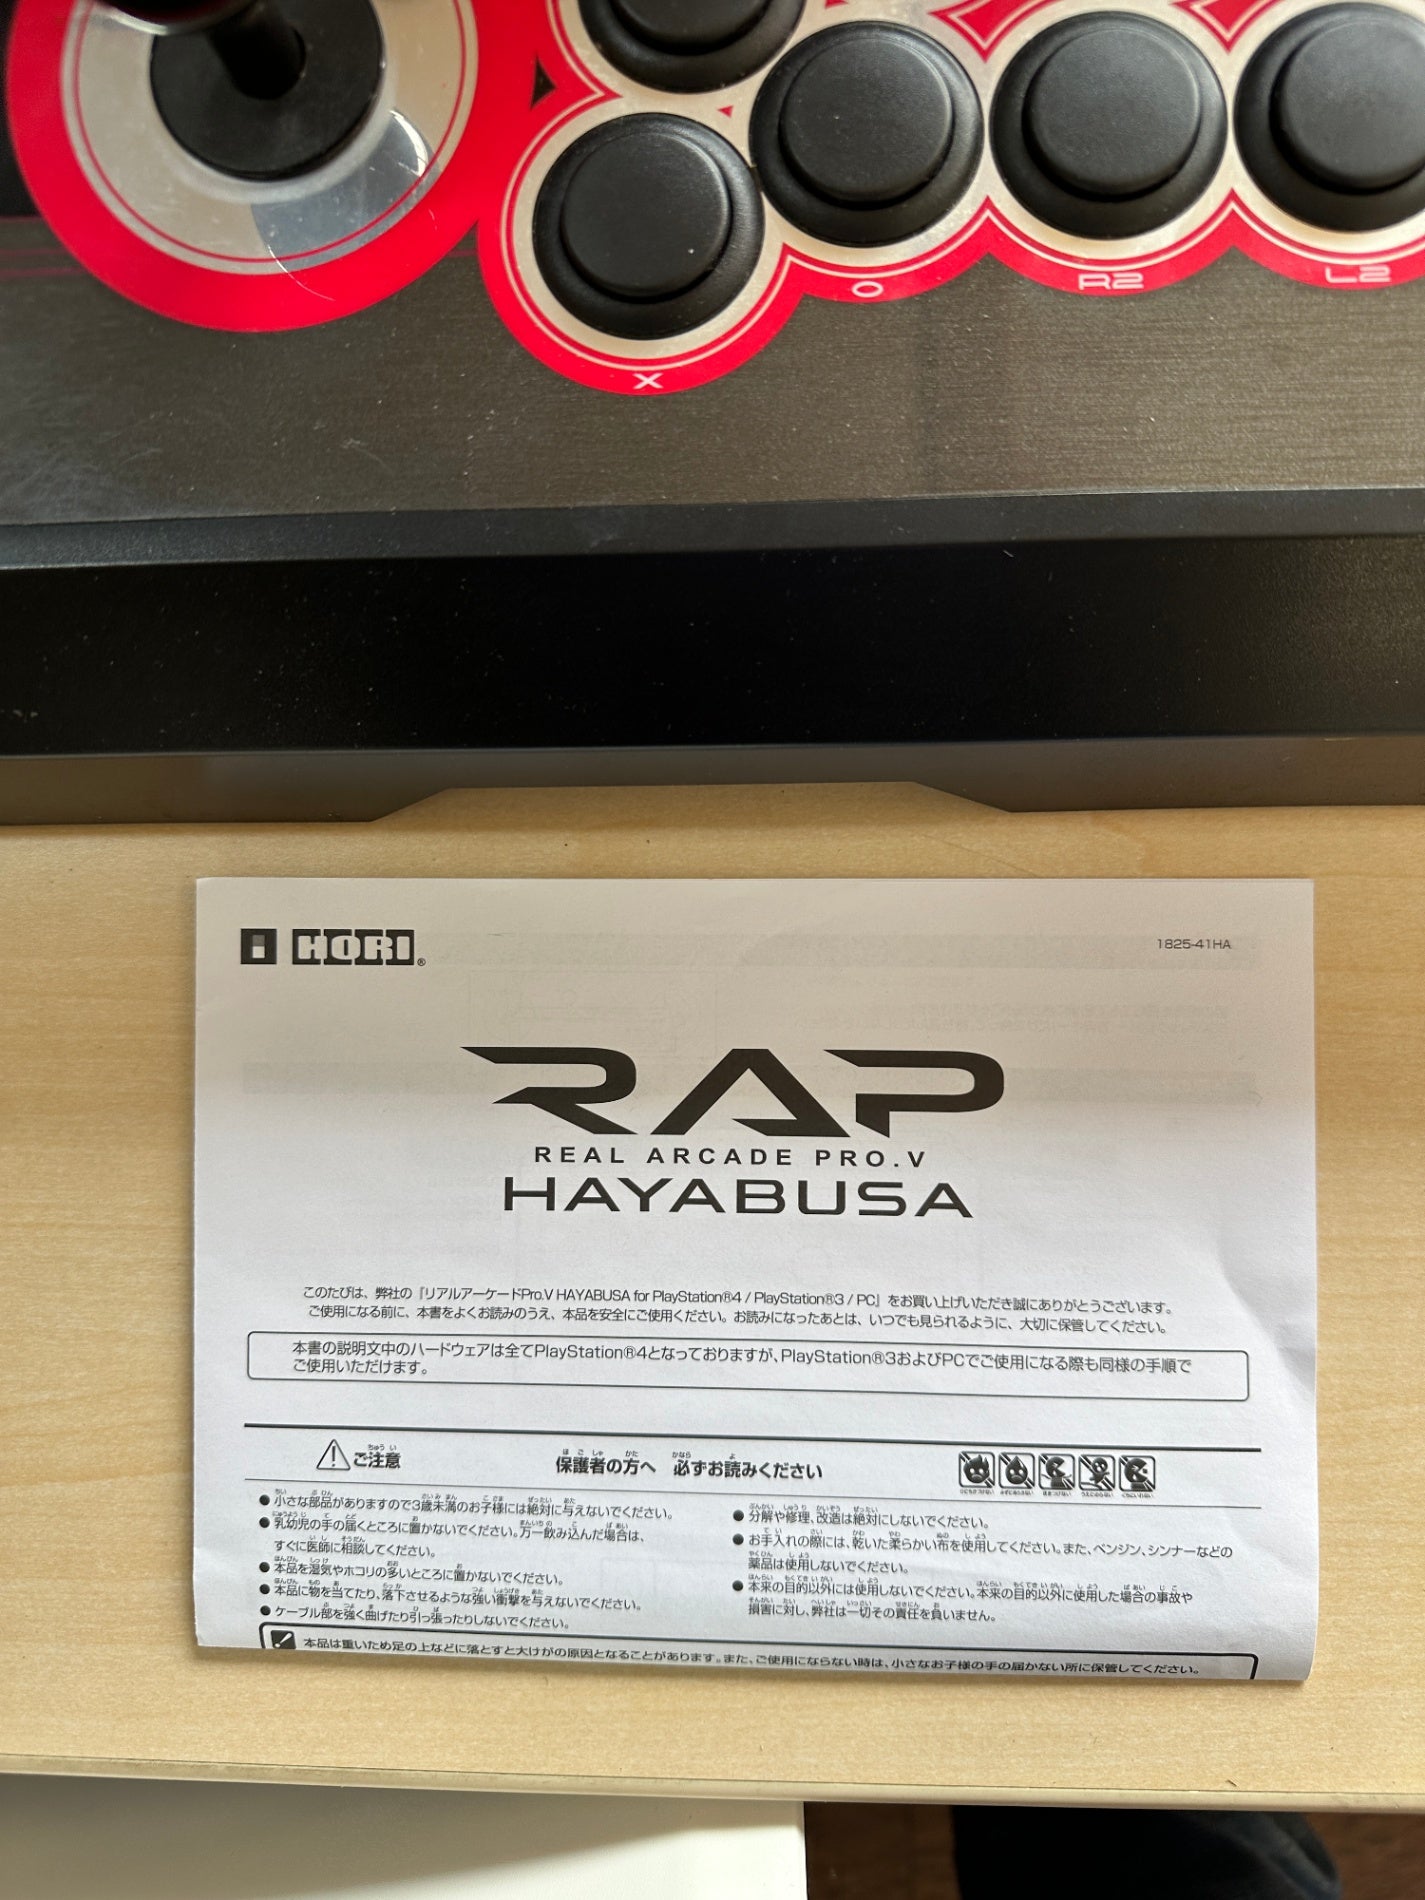 X
O
R2
L2
HORI®
1825-41HA
RAP
REAL ARCADE PRO.V
HAYABUSA
このたびは、弊社の『リアルアーケードPro.V HAYABUSA for PlayStation®4 / PlayStation®3 / PC』をお買い上げいただき誠にありがとうございます。
ご使用になる前に、本書をよくお読みのうえ、本品を安全にご使用ください。お読みになったあとは、いつでも見られるように、大切に保管してください。
本書の説明文中のハードウェアは全てPlayStation®4となっておりますが、PlayStation®3およびPCでご使用になる際も同様の手順で
ご使用いただけます。
ご注意
保護者の方へ 必ずお読みください
●小さな部品がありますので3歳未満のお子様には絶対に与えないでください。
●乳幼児の手の届くところに置かないでください。万一飲み込んだ場合は、
すぐに医師に相談してください。
●本品を湿気やホコリの多いところに置かないでください。
●本品に物を当てたり、落下させるような強い衝撃を与えないでください。
●ケーブル部を強く曲げたり引っ張ったりしないでください。
●分解や修理、改造は絶対にしないでください。
●お手入れの際には、乾いた柔らかい布を使用してください。また、ベンジン、シンナーなどの
薬品は使用しないでください。
●本来の目的以外には使用しないでください。本来の目的以外に使用した場合の事故や
損害に対し、弊社は一切その責任を負いません。
本品は重いため足の上などに落とすと大けがの原因となることがあります。また、ご使用にならない時は、小さなお子様の手の届かない所に保管してください。